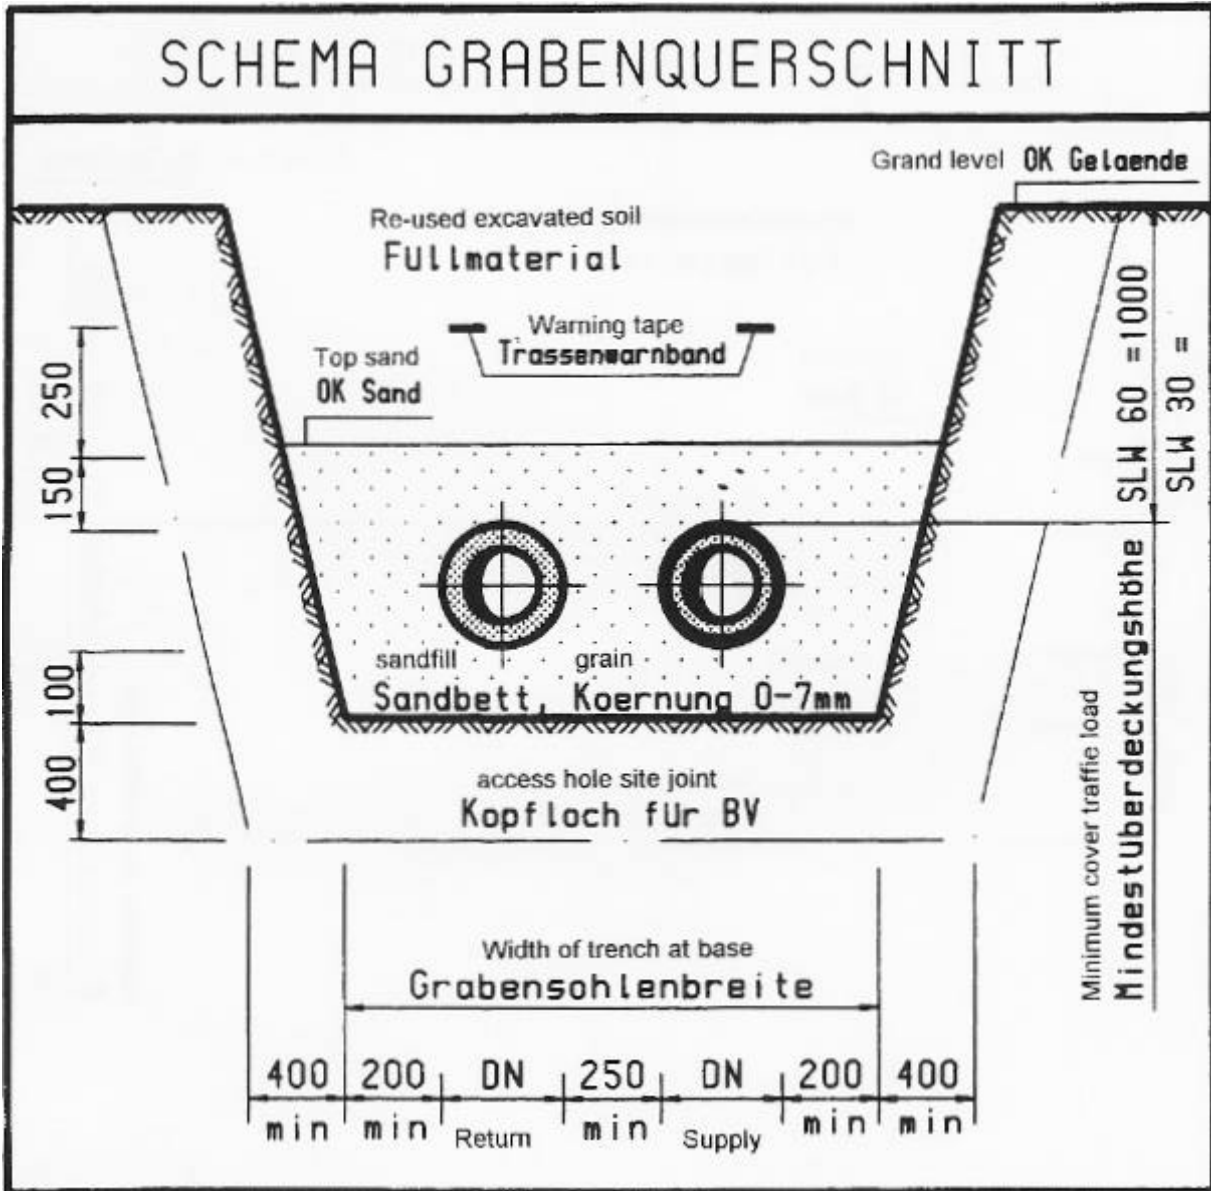 SCHEMA GRABENQUERSCHNITT
Grand level OK Gelaende
Re-used excavated soil
Füllmaterial
Warning tape
Trassenwarnband
Top sand
OK Sand
250
150
100
400
sandfill grain
Sandbett, Koernung 0-7mm
access hole site joint
Kopfloch für BV
Width of trench at base
Grabensohlenbreite
400 200 DN 250 DN 200 400
min min Return min Supply min min
Minimum cover traffie load
Mindestüberdeckungshöhe SLW 60 =1000
SLW 30 =